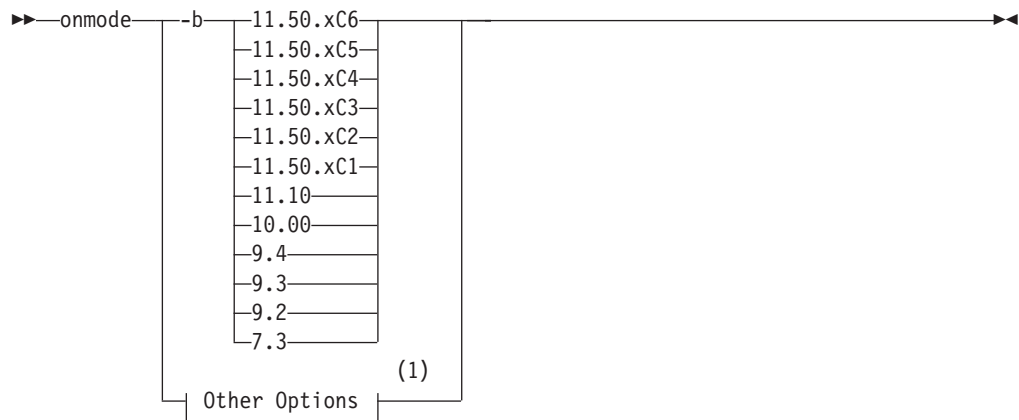 onmode -b 11.50.xC6
11.50.xC5
11.50.xC4
11.50.xC3
11.50.xC2
11.50.xC1
11.10
10.00
9.4
9.3
9.2
7.3
(1)
Other Options